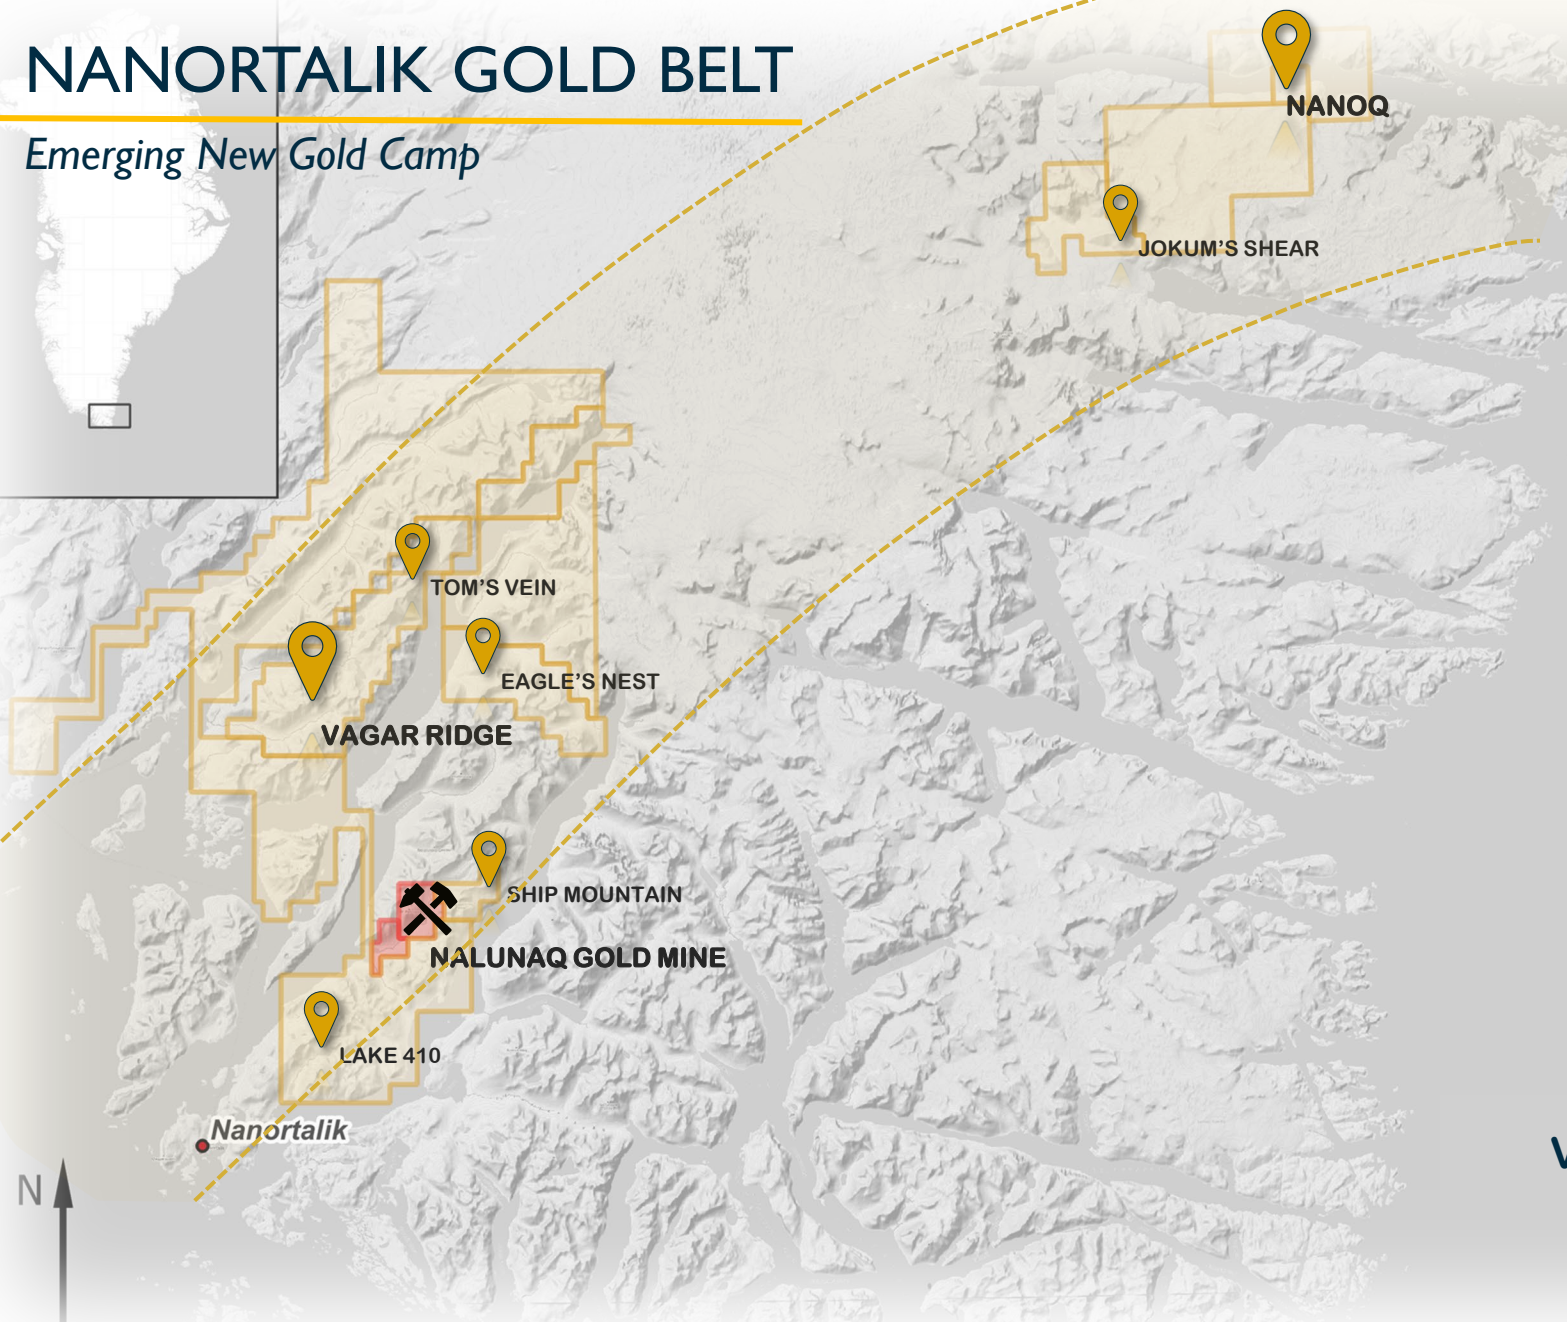 NANORTALIK GOLD BELT
Emerging New Gold Camp
NANOQ
JOKUM'S SHEAR
TOM'S VEIN
EAGLE'S NEST
VAGAR RIDGE
SHIP MOUNTAIN
NALUNAQ GOLD MINE
LAKE 410
Nanortalik
N